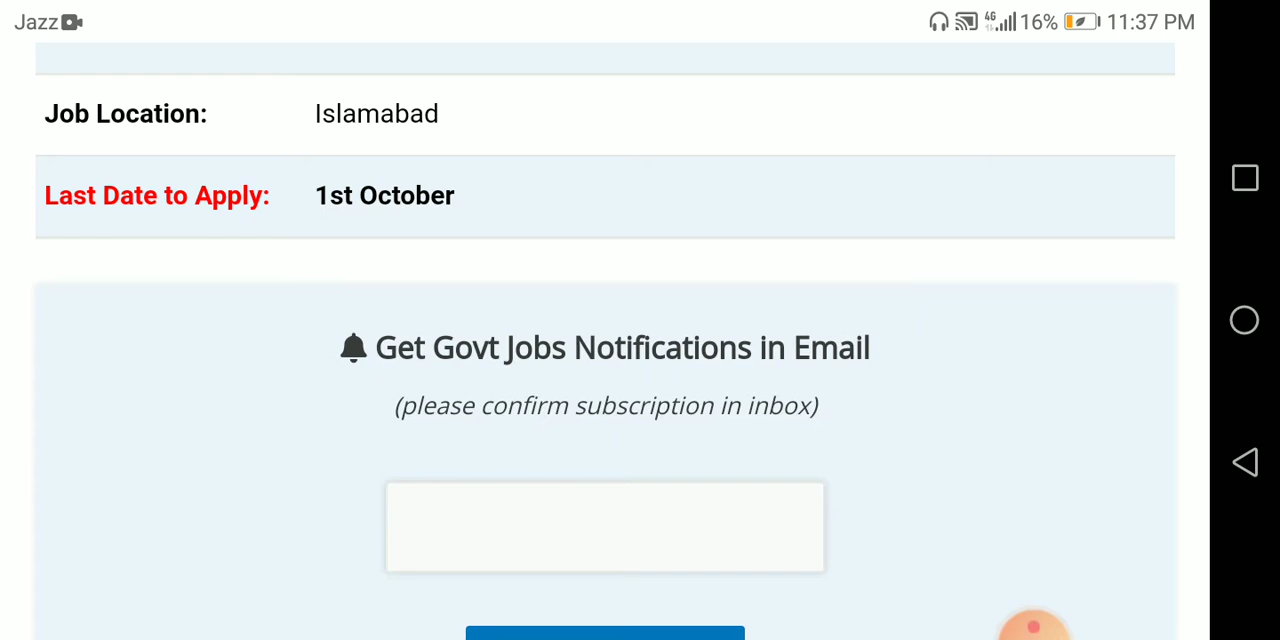 Jazz 4G 16% 11:37 PM
Job Location: Islamabad
Last Date to Apply: 1st October
Get Govt Jobs Notifications in Email
(please confirm subscription in inbox)